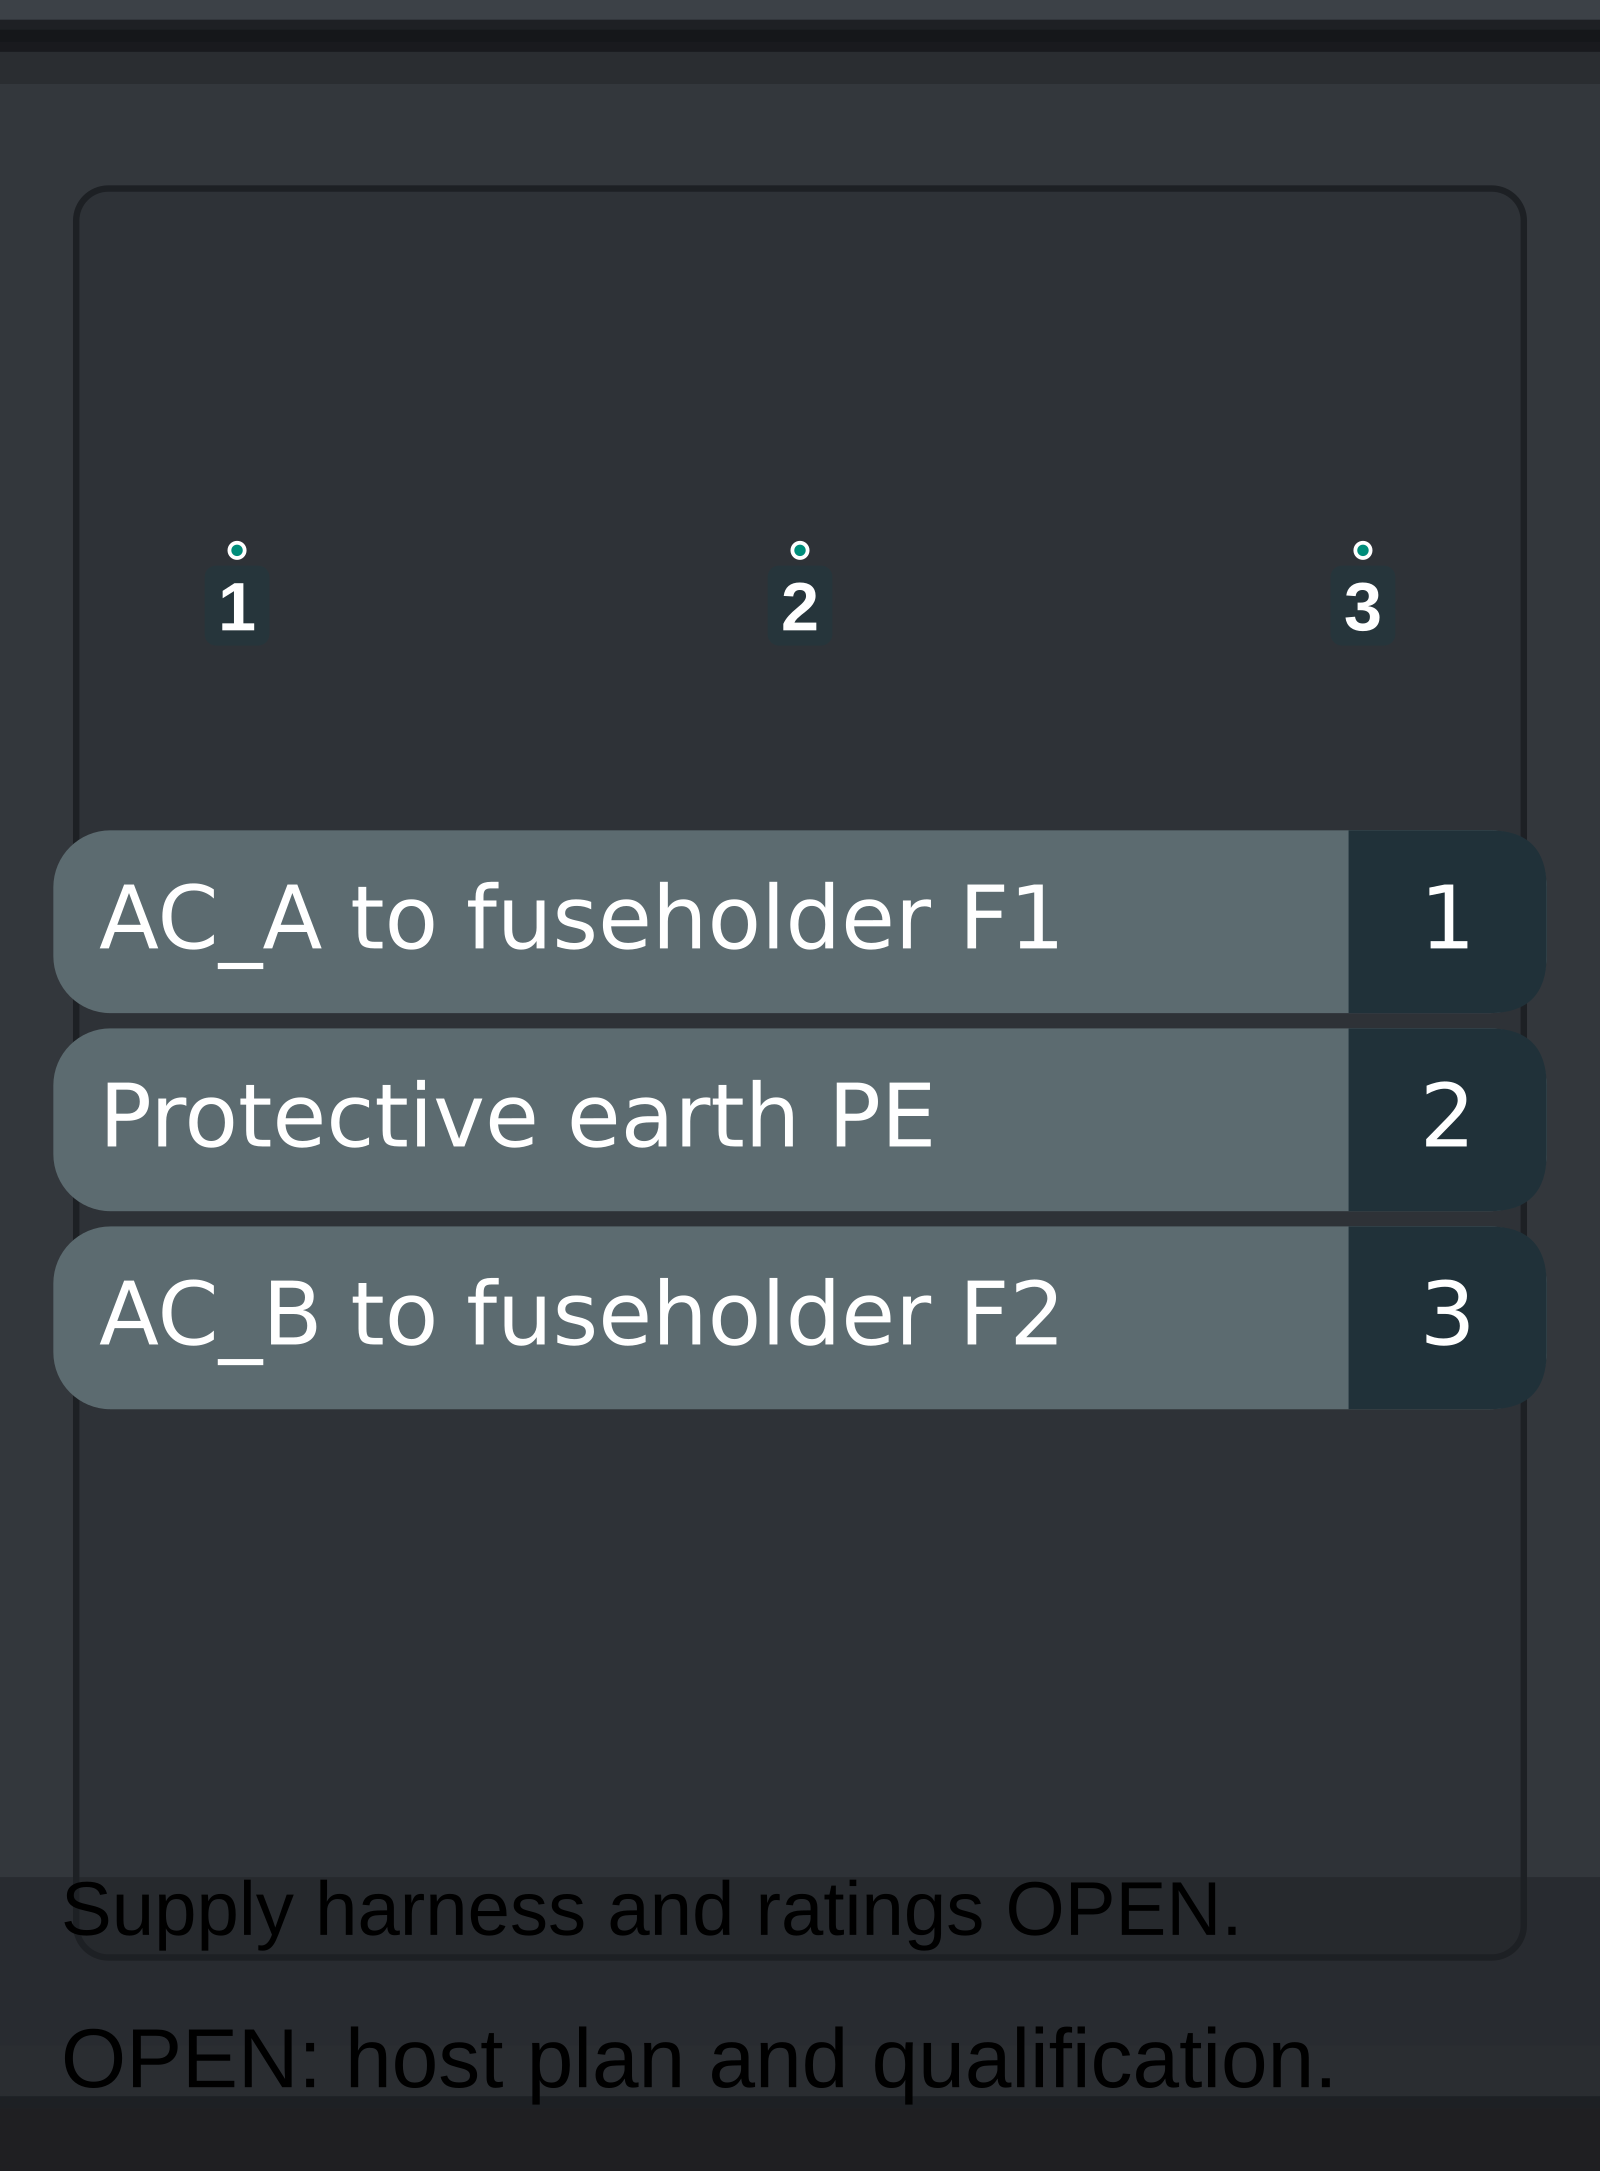 1 2 3
AC_A to fuseholder F1 1
Protective earth PE 2
AC_B to fuseholder F2 3
Supply harness and ratings OPEN.
OPEN: host plan and qualification.